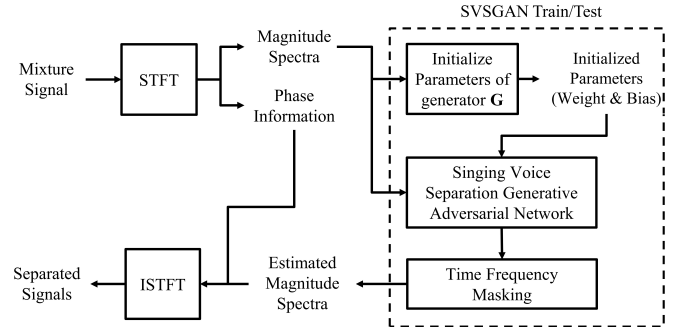 SVSGAN Train/Test
Mixture
Signal
STFT
Magnitude
Spectra
Phase
Information
Initialize
Parameters of
generator G
Initialized
Parameters
(Weight & Bias)
Singing Voice
Separation Generative
Adversarial Network
Time Frequency
Masking
Estimated
Magnitude
Spectra
ISTFT
Separated
Signals